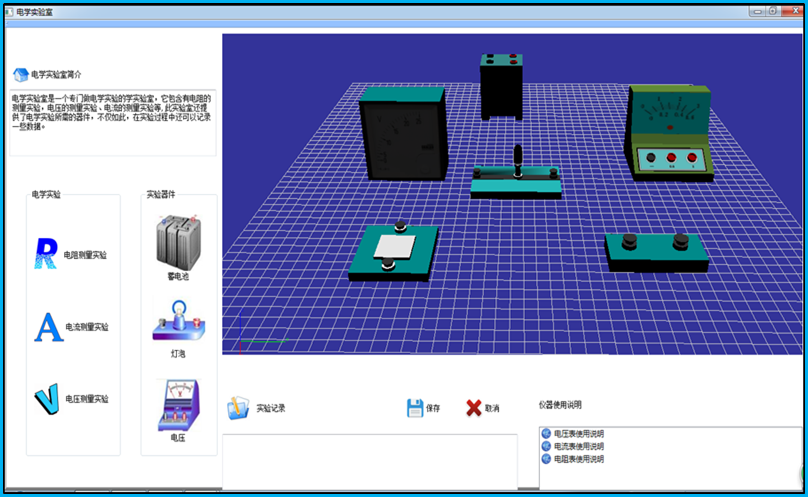 电学实验室
电学实验室简介
电学实验室是一个专门做电学实验的学实验室，它包含有电阻的
测量实验，电压的测量实验、电流的测量实验等,此实验室还提
供了电学实验所需的器件，不仅如此，在实验过程中还可以记录
一些数据。
电学实验
实验器件
R 电阻测量实验
A 电流测量实验
V 电压测量实验
蓄电池
灯泡
电压
实验记录
保存
取消
仪器使用说明
电压表使用说明
电流表使用说明
电阻表使用说明